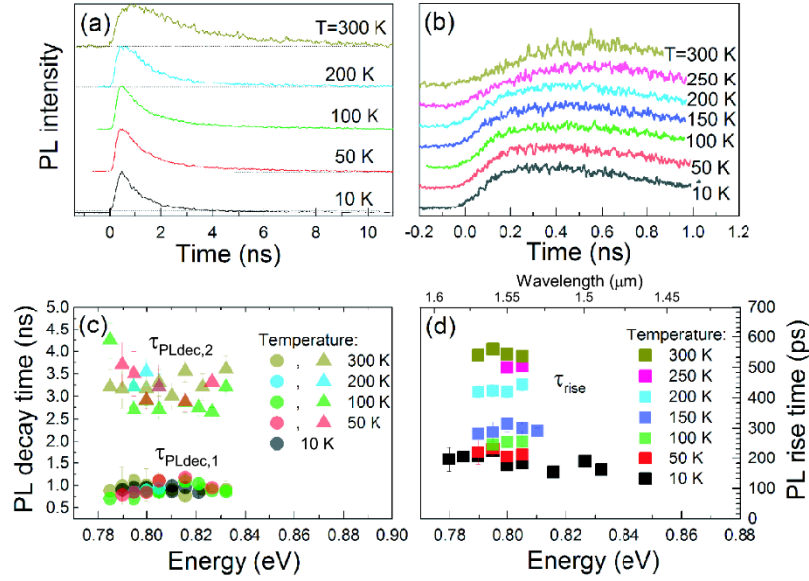 (a)
T=300 K
200 K
100 K
50 K
10 K
PL intensity
0 2 4 6 8 10
Time (ns)
(b)
T=300 K
250 K
200 K
150 K
100 K
50 K
10 K
-0.2 0.0 0.2 0.4 0.6 0.8 1.0 1.2
Time (ns)
(c)
5.0
4.5
4.0
3.5
3.0
2.5
2.0
1.5
1.0
0.5
PL decay time (ns)
τPLdec,2
τPLdec,1
Temperature:
, 300 K
, 200 K
, 100 K
, 50 K
10 K
0.78 0.80 0.82 0.84 0.86 0.88 0.90
Energy (eV)
Wavelength (μm)
1.6 1.55 1.5 1.45
(d)
τrise
Temperature:
300 K
250 K
200 K
150 K
100 K
50 K
10 K
700
600
500
400
300
200
100
0
PL rise time (ps)
0.78 0.80 0.82 0.84 0.86 0.88
Energy (eV)